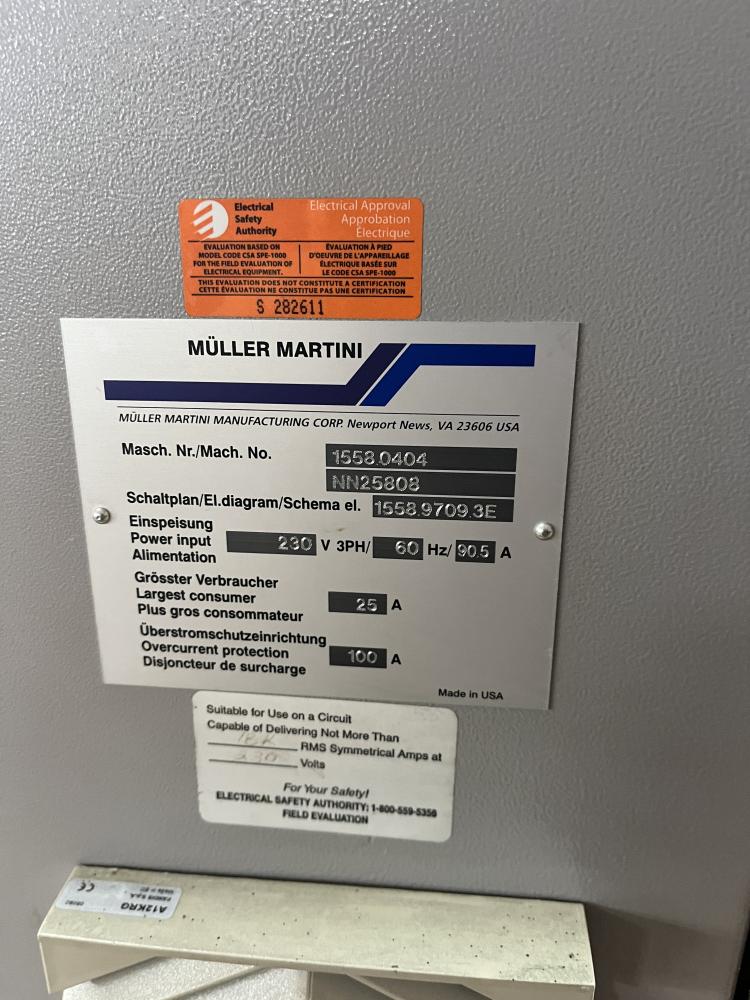 Electrical
Safety
Authority
Electrical Approval
Approbation
Électrique
EVALUATION BASED ON
MODEL CODE CSA SPE-1000
FOR THE FIELD EVALUATION OF
ELECTRICAL EQUIPMENT.
ÉVALUATION À PIED
D'OEUVRE DE L'APPAREILLAGE
ÉLECTRIQUE BASÉE SUR
LE CODE CSA SPE-1000
THIS EVALUATION DOES NOT CONSTITUTE A CERTIFICATION
CETTE ÉVALUATION NE CONSTITUE PAS UNE CERTIFICATION
S 282611
MÜLLER MARTINI
MÜLLER MARTINI MANUFACTURING CORP. Newport News, VA 23606 USA
Masch. Nr./Mach. No. 1558.0404
NN25808
Schaltplan/El.diagram/Schema el. 1558.9709.3E
Einspeisung
Power input 230 V 3PH/ 60 Hz/ 90.5 A
Alimentation
Grösster Verbraucher
Largest consumer 25 A
Plus gros consommateur
Überstromschutzeinrichtung
Overcurrent protection 100 A
Disjoncteur de surcharge
Made in USA
Suitable for Use on a Circuit
Capable of Delivering Not More Than
18K RMS Symmetrical Amps at
230 Volts
For Your Safety!
ELECTRICAL SAFETY AUTHORITY: 1-800-559-5356
FIELD EVALUATION
A12KRG
CE